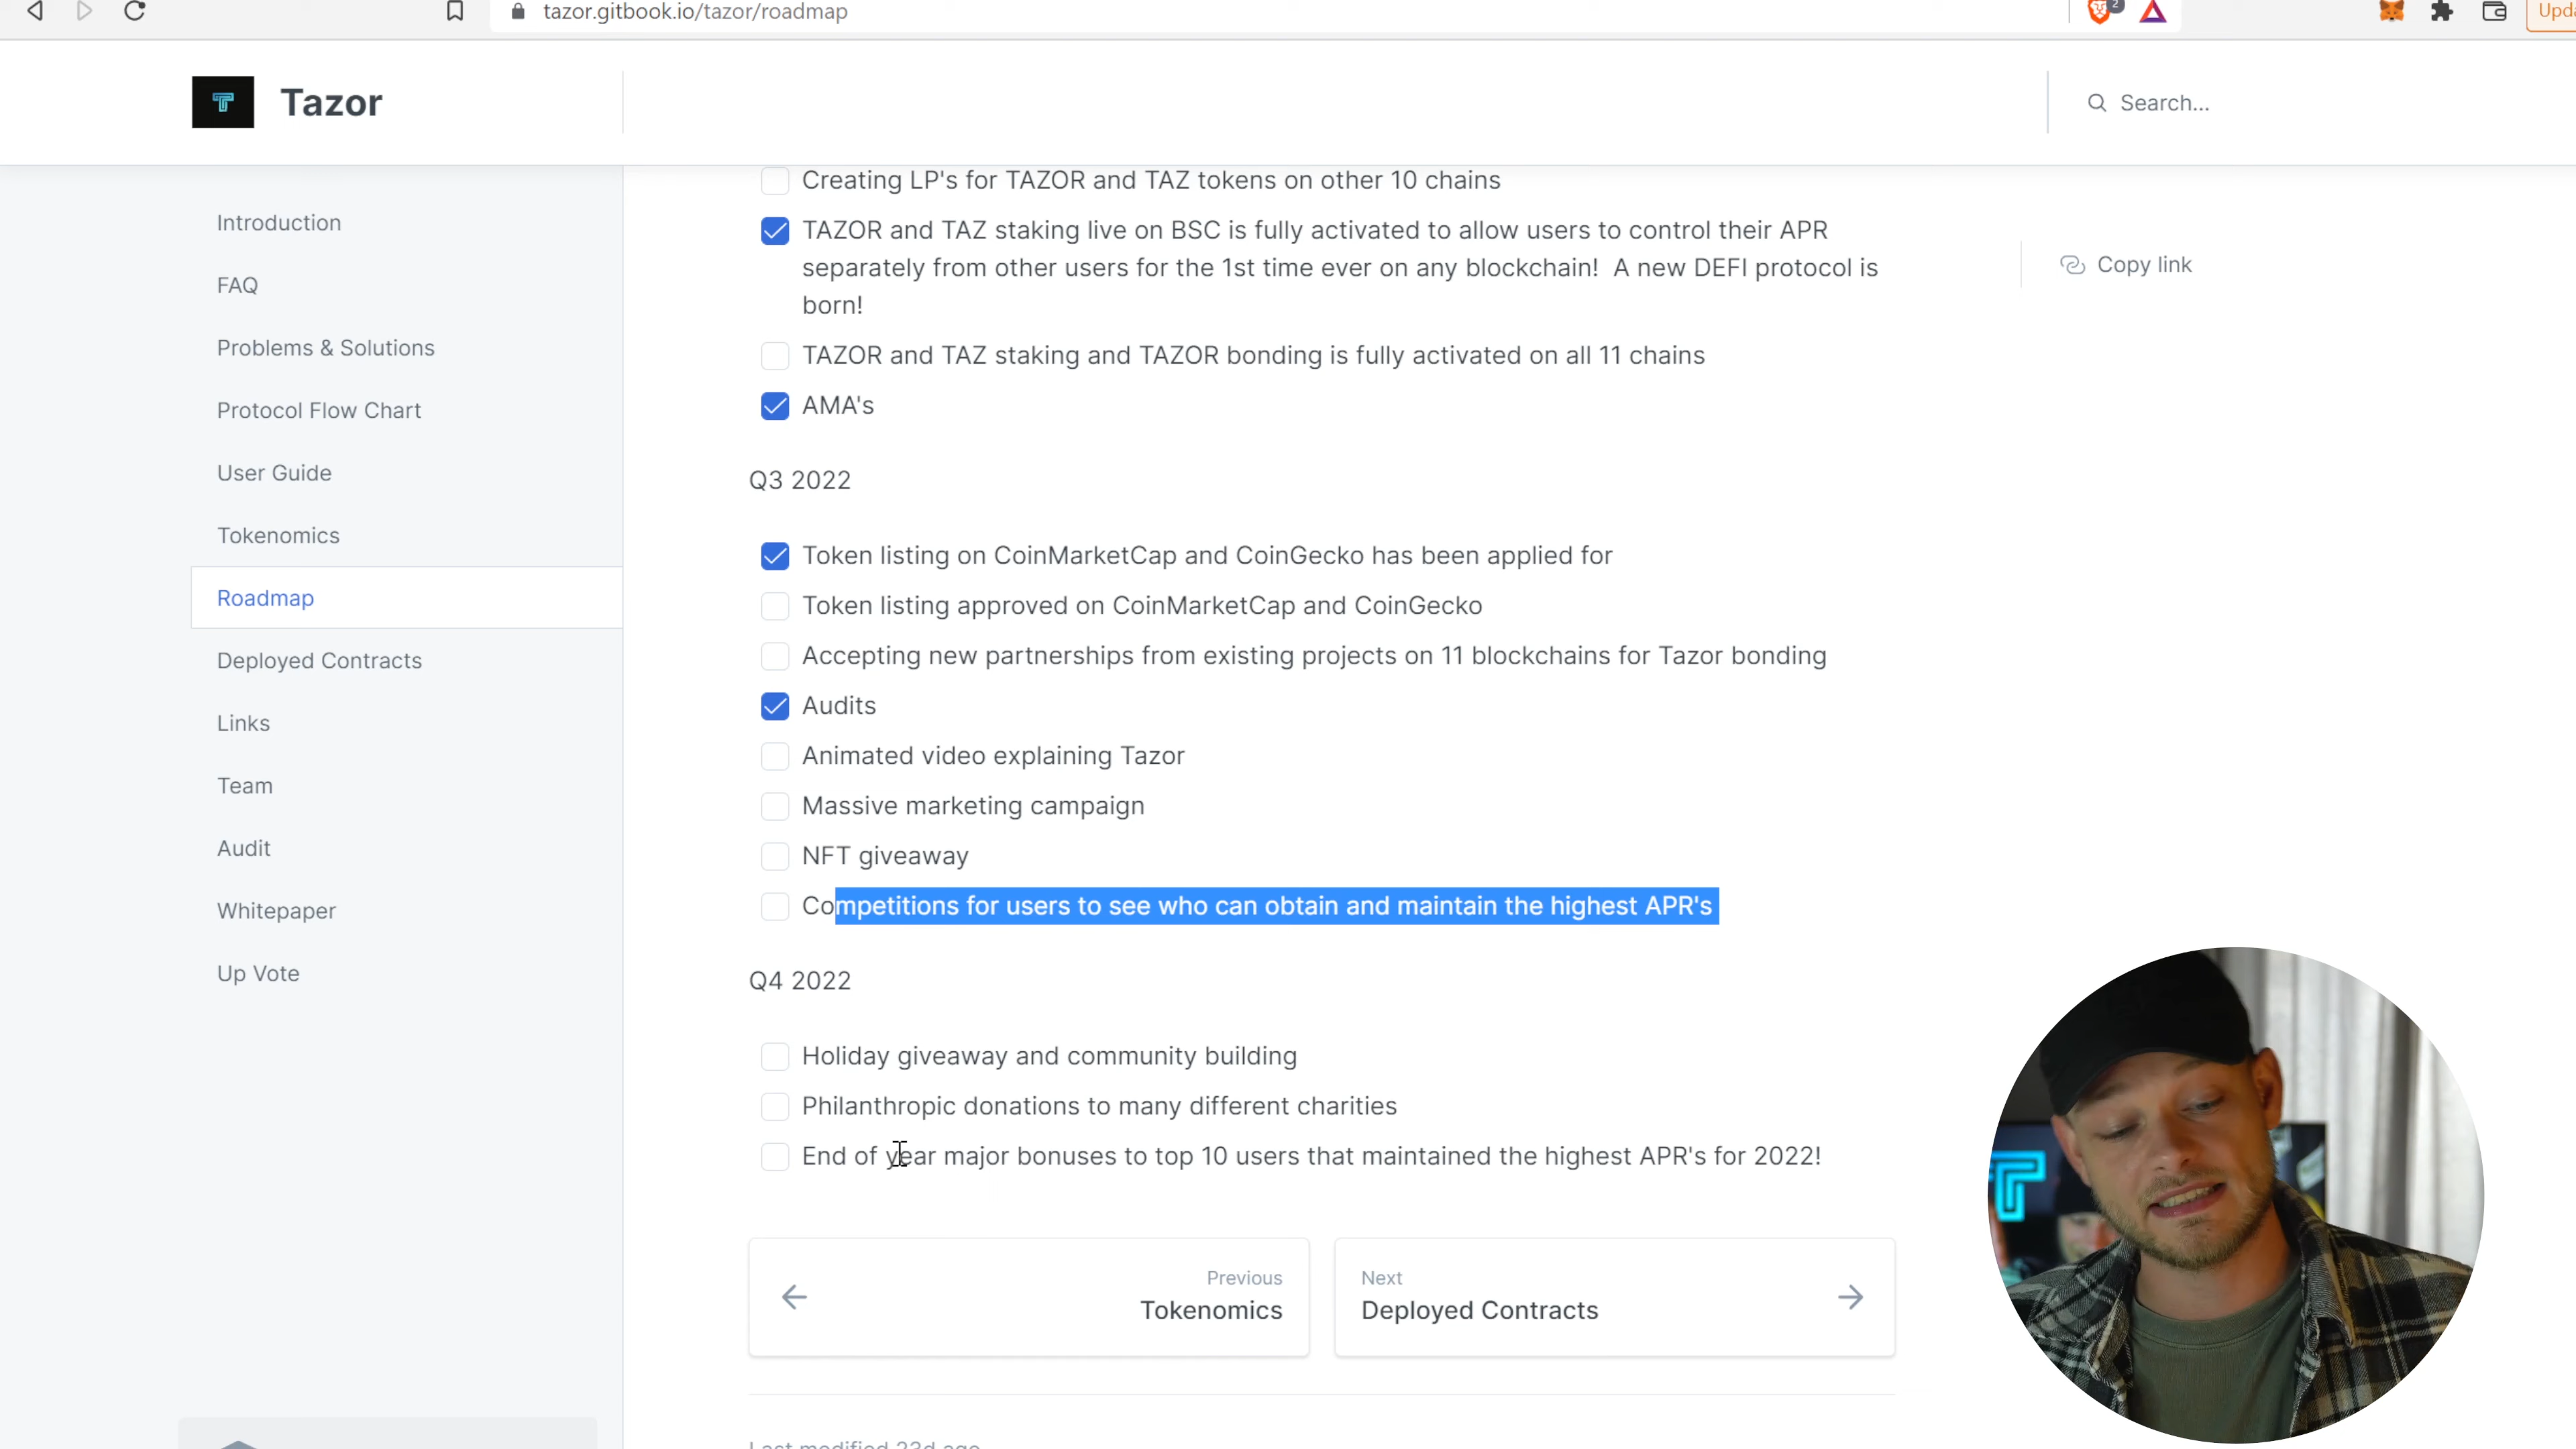 tazor.gitbook.io/tazor/roadmap
2
Tazor
Search...
Introduction
FAQ
Problems & Solutions
Protocol Flow Chart
User Guide
Tokenomics
Roadmap
Deployed Contracts
Links
Team
Audit
Whitepaper
Up Vote
Creating LP's for TAZOR and TAZ tokens on other 10 chains
TAZOR and TAZ staking live on BSC is fully activated to allow users to control their APR
separately from other users for the 1st time ever on any blockchain! A new DEFI protocol is
born!
TAZOR and TAZ staking and TAZOR bonding is fully activated on all 11 chains
AMA's
Q3 2022
Token listing on CoinMarketCap and CoinGecko has been applied for
Token listing approved on CoinMarketCap and CoinGecko
Accepting new partnerships from existing projects on 11 blockchains for Tazor bonding
Audits
Animated video explaining Tazor
Massive marketing campaign
NFT giveaway
Competitions for users to see who can obtain and maintain the highest APR's
Q4 2022
Holiday giveaway and community building
Philanthropic donations to many different charities
End of year major bonuses to top 10 users that maintained the highest APR's for 2022!
Previous
Tokenomics
Next
Deployed Contracts
Last modified 23d ago
Copy link